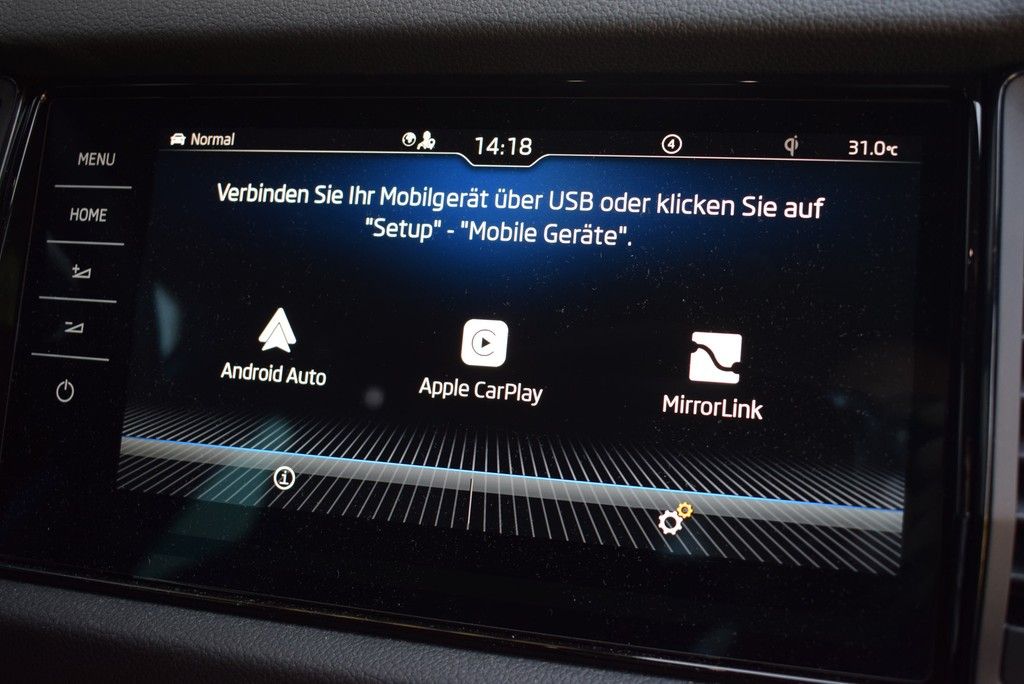 Normal
14:18
4
31.0°C
MENU
HOME
Verbinden Sie Ihr Mobilgerät über USB oder klicken Sie auf
"Setup" - "Mobile Geräte".
Android Auto
Apple CarPlay
MirrorLink